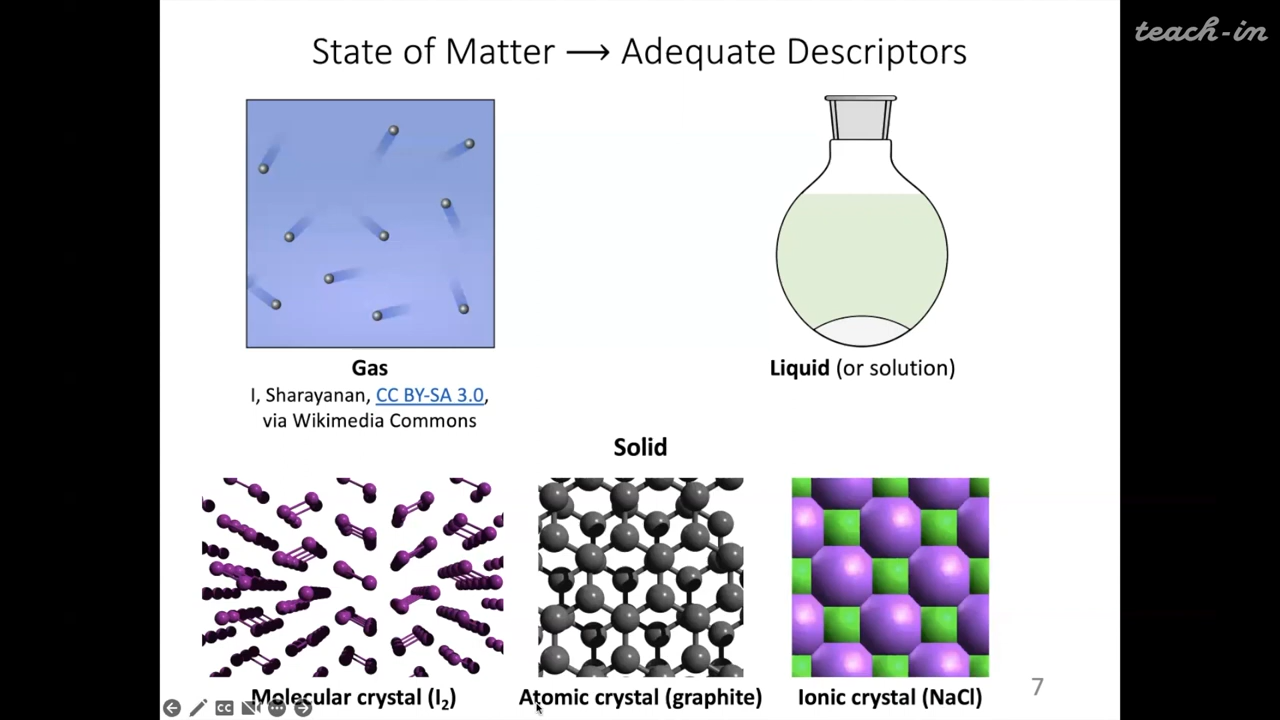 teach-in
State of Matter ⟶ Adequate Descriptors
Gas
I, Sharayanan, CC BY-SA 3.0,
via Wikimedia Commons
Liquid (or solution)
Solid
Molecular crystal (I₂)
Atomic crystal (graphite)
Ionic crystal (NaCl)
7
CC